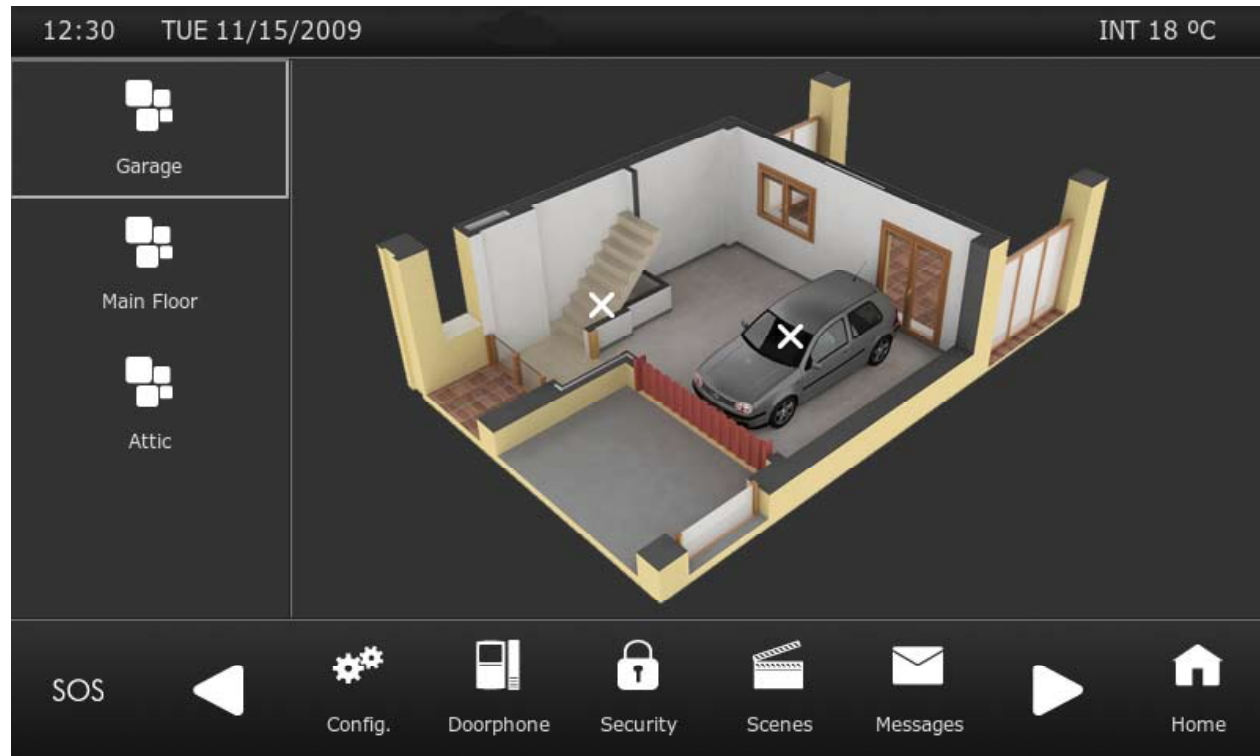 12:30 TUE 11/15/2009 INT 18 ºC
Garage
Main Floor
Attic
SOS
Config.
Doorphone
Security
Scenes
Messages
Home